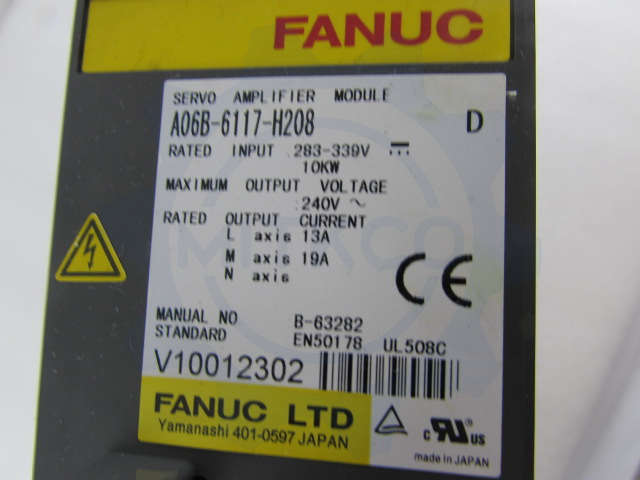 FANUC
SERVO AMPLIFIER MODULE
A06B-6117-H208 D
RATED INPUT 283-339V
10KW
MAXIMUM OUTPUT VOLTAGE
240V ~
RATED OUTPUT CURRENT
L axis 13A
M axis 19A
N axis
CE
MANUAL NO B-63282
STANDARD EN50178 UL508C
V10012302
FANUC LTD
Yamanashi 401-0597 JAPAN
c RU US
made in JAPAN